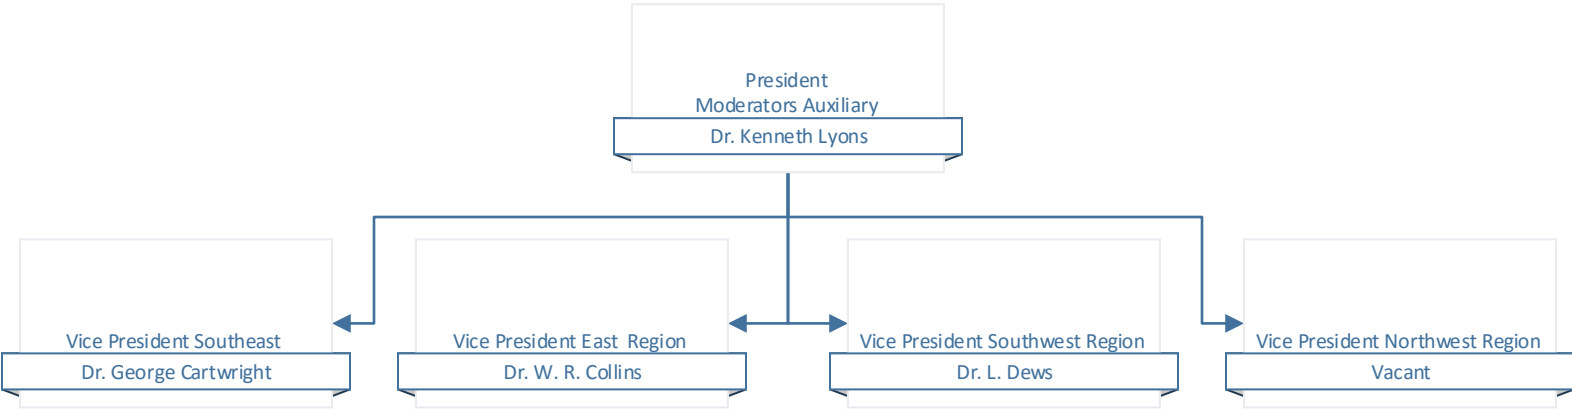 President
Moderators Auxiliary
Dr. Kenneth Lyons
Vice President Southeast
Dr. George Cartwright
Vice President East Region
Dr. W. R. Collins
Vice President Southwest Region
Dr. L. Dews
Vice President Northwest Region
Vacant